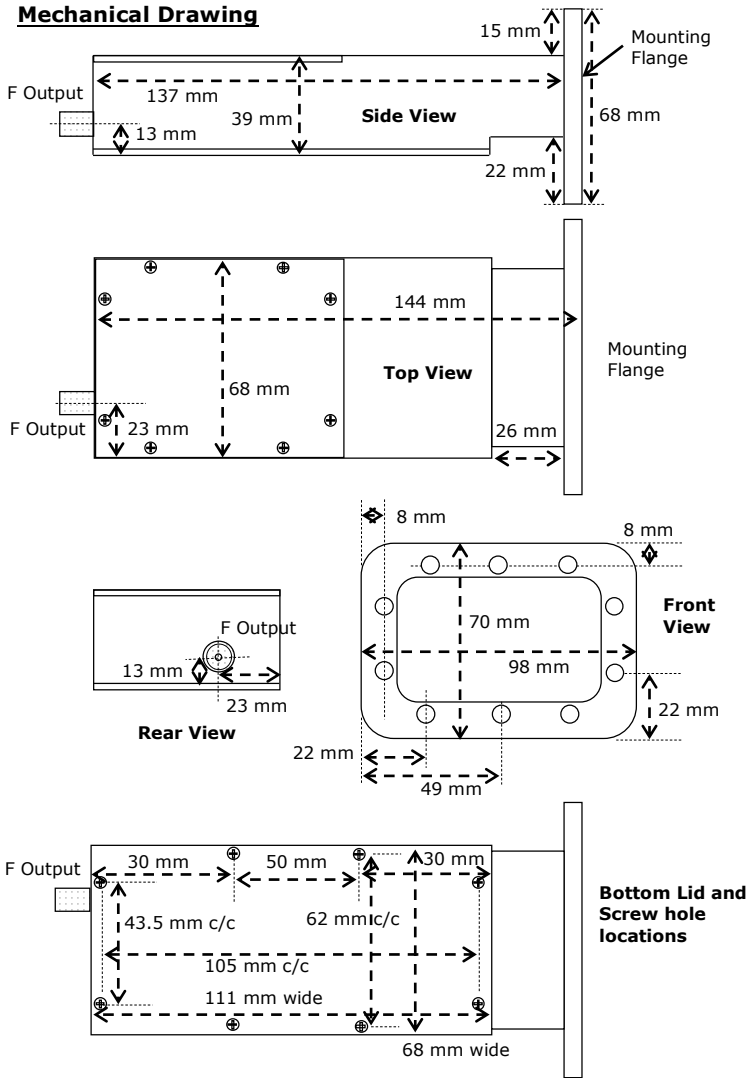 Mechanical Drawing
15 mm
Mounting
Flange
F Output
137 mm
39 mm
Side View
68 mm
13 mm
22 mm
144 mm
Mounting
Flange
68 mm
Top View
F Output
23 mm
26 mm
8 mm
8 mm
F Output
70 mm
Front
View
13 mm
98 mm
23 mm
22 mm
Rear View
22 mm
49 mm
F Output
30 mm
50 mm
30 mm
Bottom Lid and
Screw hole
locations
43.5 mm c/c
62 mm c/c
105 mm c/c
111 mm wide
68 mm wide